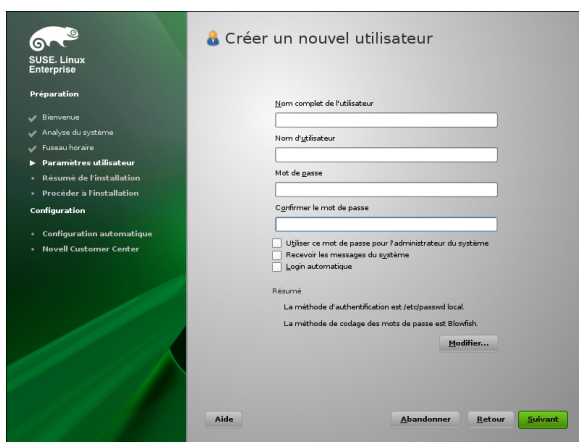 SUSE. Linux
Enterprise
Préparation
Bienvenue
Analyse du système
Fuseau horaire
Paramètres utilisateur
Résumé de l'installation
Procéder à l'installation
Configuration
Configuration automatique
Novell Customer Center
Créer un nouvel utilisateur
Nom complet de l'utilisateur
Nom d'utilisateur
Mot de passe
Confirmer le mot de passe
Utiliser ce mot de passe pour l'administrateur du système
Recevoir les messages du système
Login automatique
Résumé
La méthode d'authentification est /etc/passwd local.
La méthode de codage des mots de passe est Blowfish.
Modifier...
Aide
Abandonner
Retour
Suivant